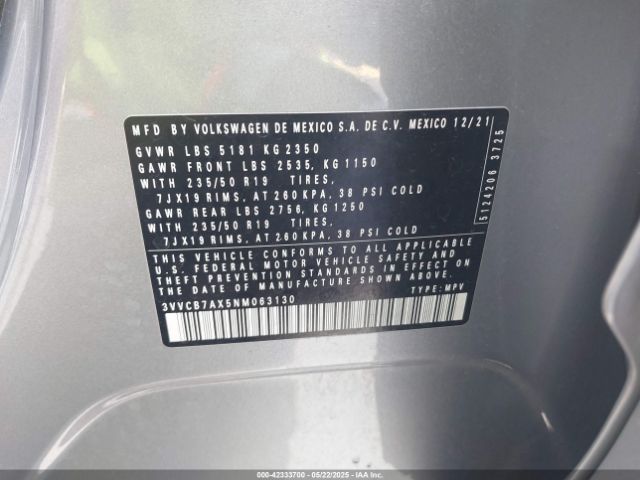 MFD BY VOLKSWAGEN DE MEXICO S.A. DE C.V. MEXICO 12/21
GVWR LBS 5181 KG 2350
GAWR FRONT LBS 2535, KG 1150
WITH 235/50 R19 TIRES,
7JX19 RIMS, AT 260 KPA, 38 PSI COLD
GAWR REAR LBS 2756, KG 1250
WITH 235/50 R19 TIRES,
7JX19 RIMS, AT 260 KPA, 38 PSI COLD
THIS VEHICLE CONFORMS TO ALL APPLICABLE
U.S. FEDERAL MOTOR VEHICLE SAFETY AND
THEFT PREVENTION STANDARDS IN EFFECT ON
THE DATE OF MANUFACTURE SHOWN ABOVE.
3VVCB7AX5NM063130 TYPE: MPV
5124206 3725
000-42333700 - 05/22/2025 - IAAI.COM